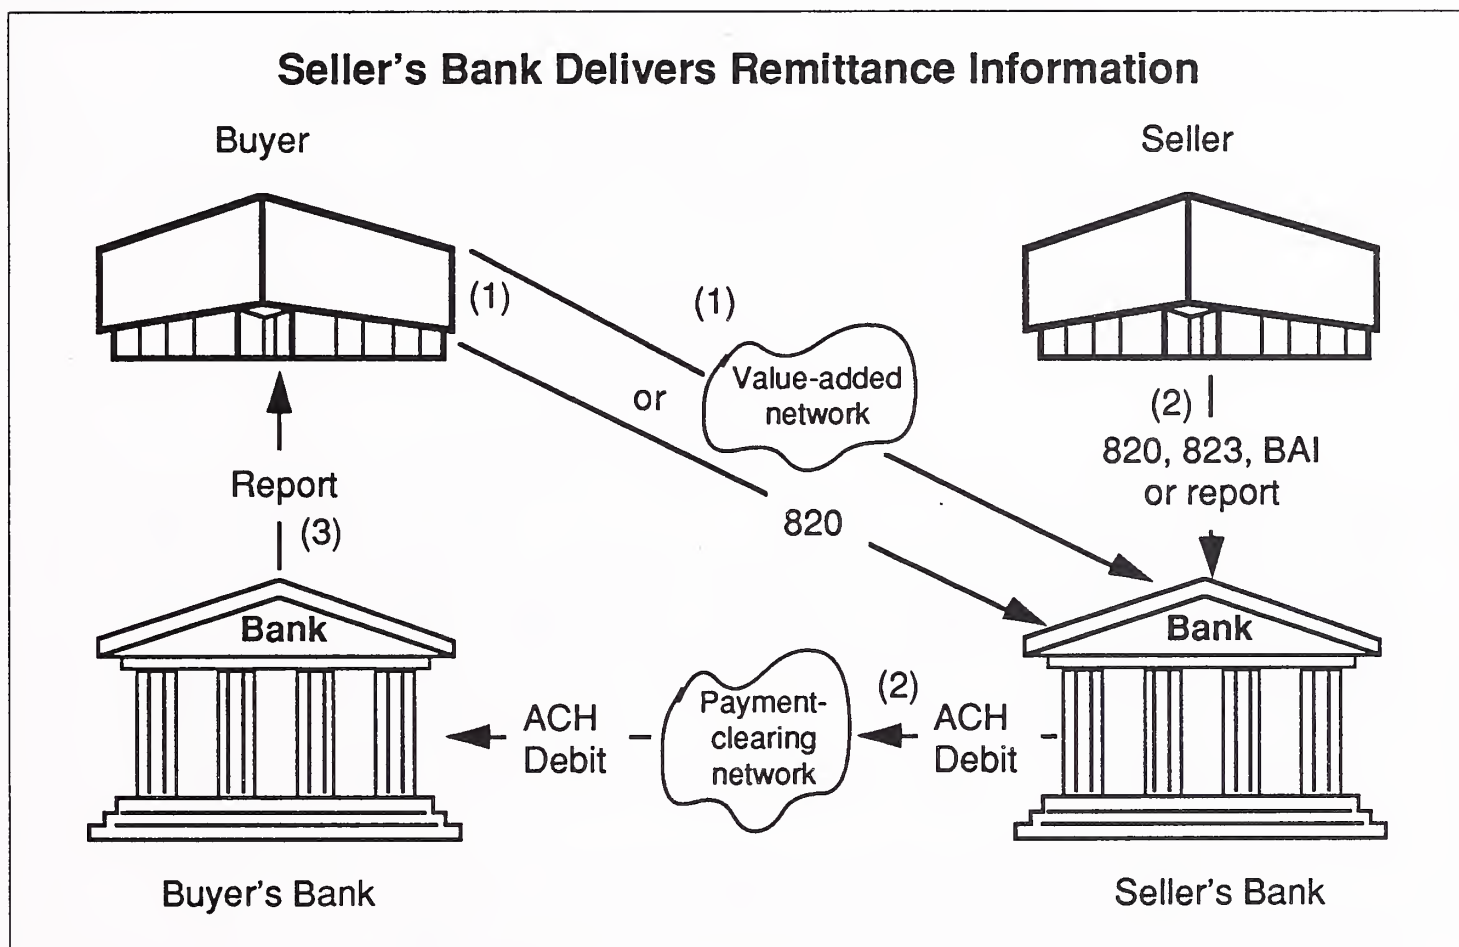 Seller's Bank Delivers Remittance Information
Buyer
Seller
(1)
(1)
Value-added
network
or
(2)
820, 823, BAI
or report
Report
(3)
820
Bank
Bank
(2)
ACH
Debit
Payment-
clearing
network
ACH
Debit
Buyer's Bank
Seller's Bank